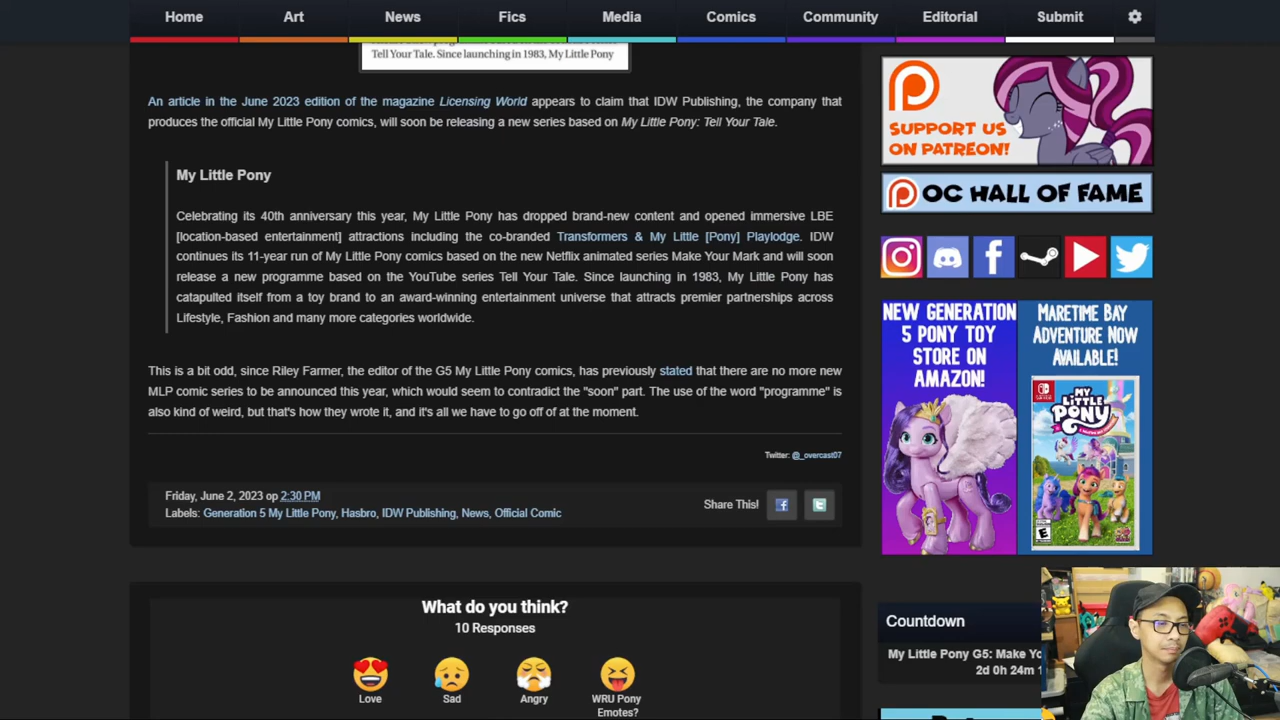 Home Art News Fics Media Comics Community Editorial Submit
Tell Your Tale. Since launching in 1983, My Little Pony
An article in the June 2023 edition of the magazine Licensing World appears to claim that IDW Publishing, the company that
produces the official My Little Pony comics, will soon be releasing a new series based on My Little Pony: Tell Your Tale.
My Little Pony
Celebrating its 40th anniversary this year, My Little Pony has dropped brand-new content and opened immersive LBE
[location-based entertainment] attractions including the co-branded Transformers & My Little [Pony] Playlodge. IDW
continues its 11-year run of My Little Pony comics based on the new Netflix animated series Make Your Mark and will soon
release a new programme based on the YouTube series Tell Your Tale. Since launching in 1983, My Little Pony has
catapulted itself from a toy brand to an award-winning entertainment universe that attracts premier partnerships across
Lifestyle, Fashion and many more categories worldwide.
This is a bit odd, since Riley Farmer, the editor of the G5 My Little Pony comics, has previously stated that there are no more new
MLP comic series to be announced this year, which would seem to contradict the "soon" part. The use of the word "programme" is
also kind of weird, but that's how they wrote it, and it's all we have to go off of at the moment.
Twitter: @_overcast07
Friday, June 2, 2023 op 2:30 PM
Labels: Generation 5 My Little Pony, Hasbro, IDW Publishing, News, Official Comic
Share This!
What do you think?
10 Responses
Love Sad Angry WRU Pony
Emotes?
SUPPORT US
ON PATREON!
OC HALL OF FAME
NEW GENERATION
5 PONY TOY
STORE ON
AMAZON!
MARETIME BAY
ADVENTURE NOW
AVAILABLE!
MY LITTLE
PONY
E
Countdown
My Little Pony G5: Make Yo
2d 0h 24m 1